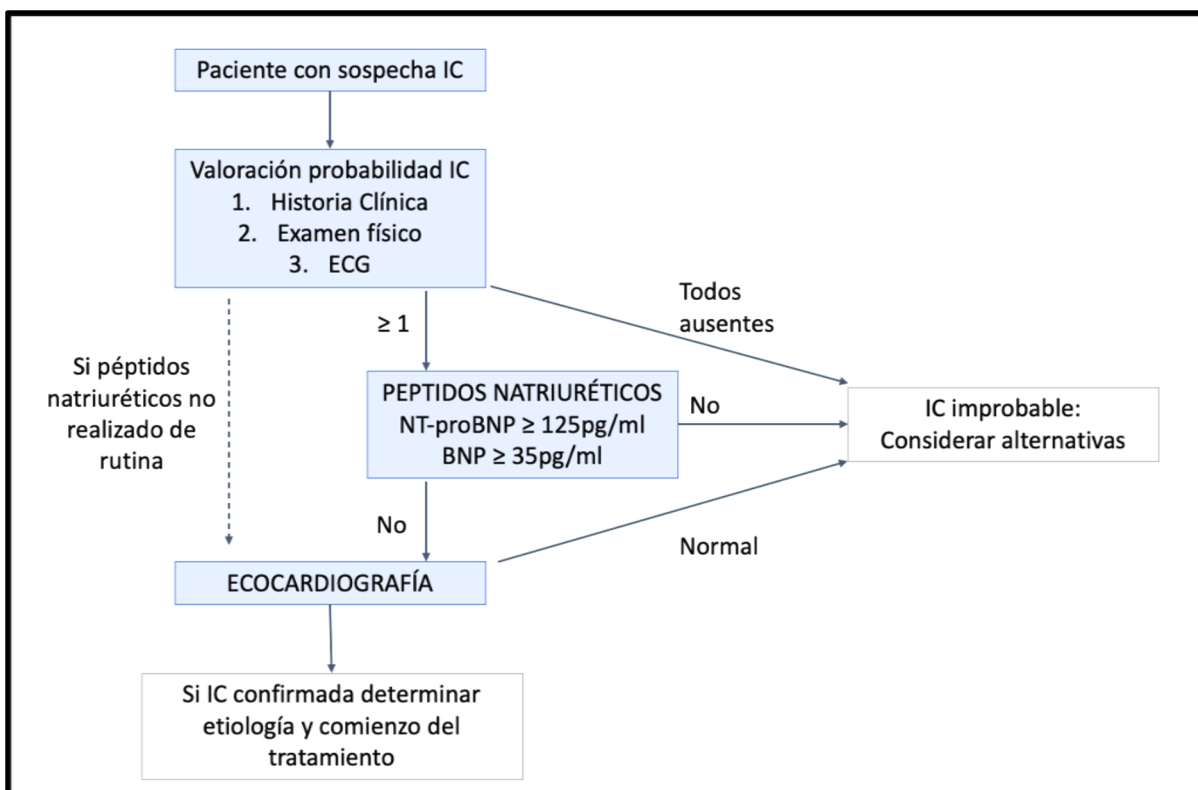 Paciente con sospecha IC
Valoración probabilidad IC
1. Historia Clínica
2. Examen físico
3. ECG
Todos
ausentes
≥ 1
Si péptidos
natriuréticos no
realizado de
rutina
PEPTIDOS NATRIURÉTICOS
NT-proBNP ≥ 125pg/ml
BNP ≥ 35pg/ml
No
IC improbable:
Considerar alternativas
No
Normal
ECOCARDIOGRAFÍA
Si IC confirmada determinar
etiología y comienzo del
tratamiento